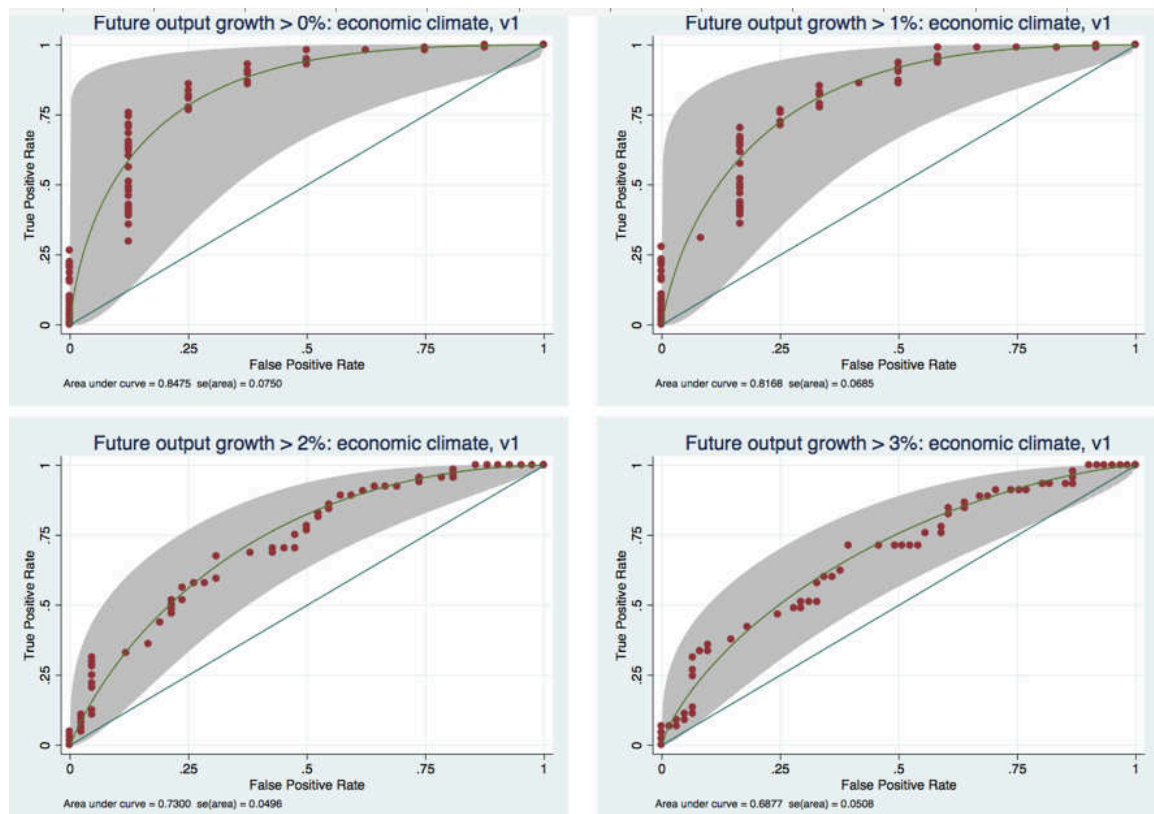 Future output growth > 0%: economic climate, v1
True Positive Rate
1
.75
.5
.25
0
0 .25 .5 .75 1
False Positive Rate
Area under curve = 0.8475 se(area) = 0.0750
Future output growth > 1%: economic climate, v1
True Positive Rate
1
.75
.5
.25
0
0 .25 .5 .75 1
False Positive Rate
Area under curve = 0.8168 se(area) = 0.0685
Future output growth > 2%: economic climate, v1
True Positive Rate
1
.75
.5
.25
0
0 .25 .5 .75 1
False Positive Rate
Area under curve = 0.7300 se(area) = 0.0496
Future output growth > 3%: economic climate, v1
True Positive Rate
1
.75
.5
.25
0
0 .25 .5 .75 1
False Positive Rate
Area under curve = 0.6877 se(area) = 0.0508